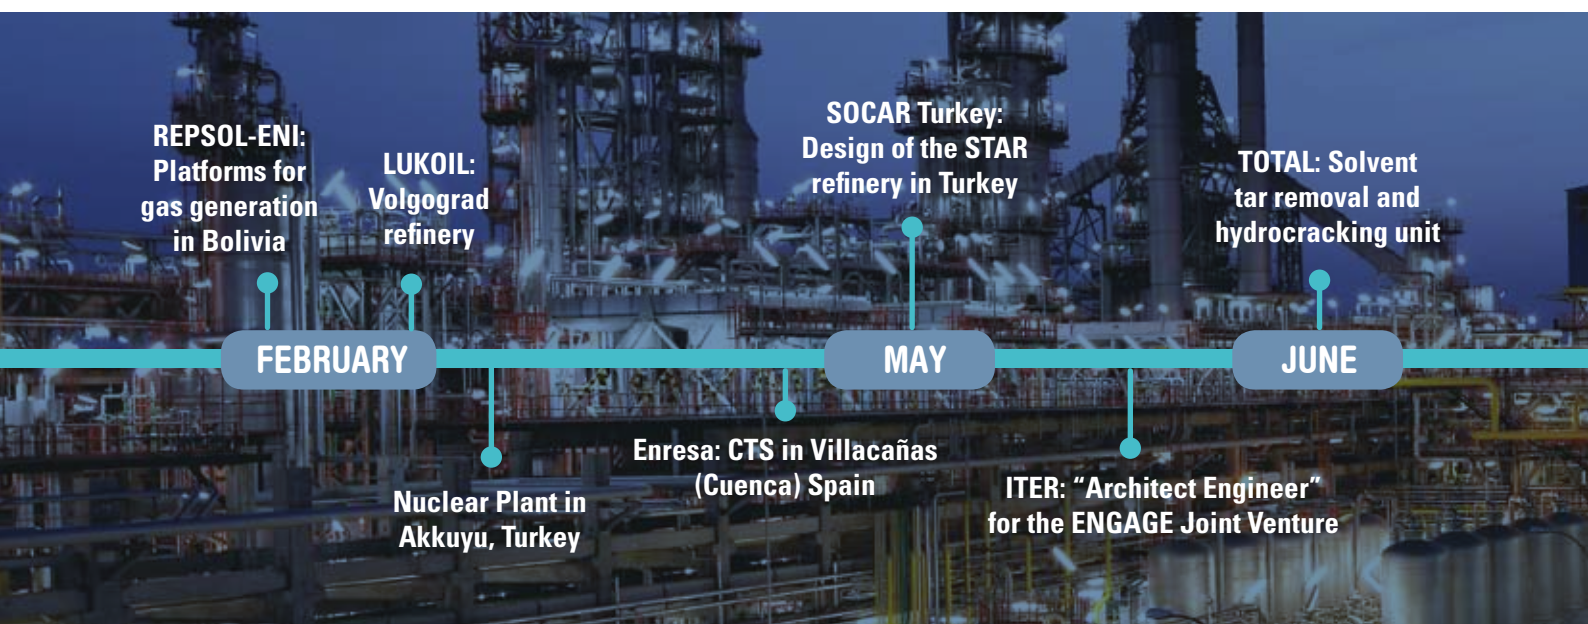 REPSOL-ENI:
Platforms for
gas generation
in Bolivia
LUKOIL:
Volgograd
refinery
SOCAR Turkey:
Design of the STAR
refinery in Turkey
TOTAL: Solvent
tar removal and
hydrocracking unit
FEBRUARY
MAY
JUNE
Nuclear Plant in
Akkuyu, Turkey
Enresa: CTS in Villacañas
(Cuenca) Spain
ITER: “Architect Engineer”
for the ENGAGE Joint Venture